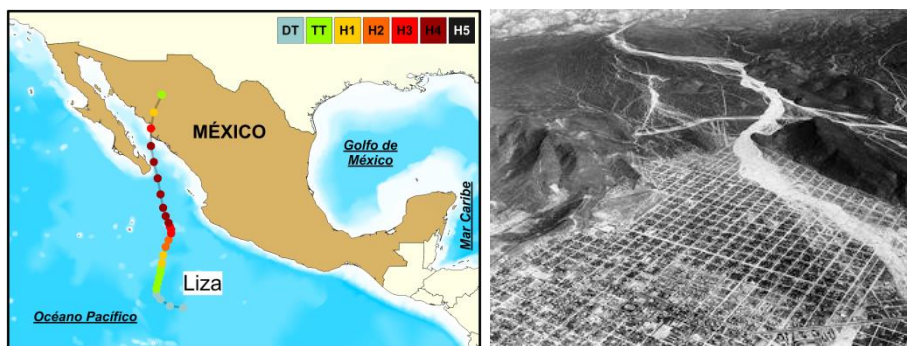 DT TT H1 H2 H3 H4 H5
MÉXICO
Golfo de
México
Mar Caribe
Liza
Océano Pacífico